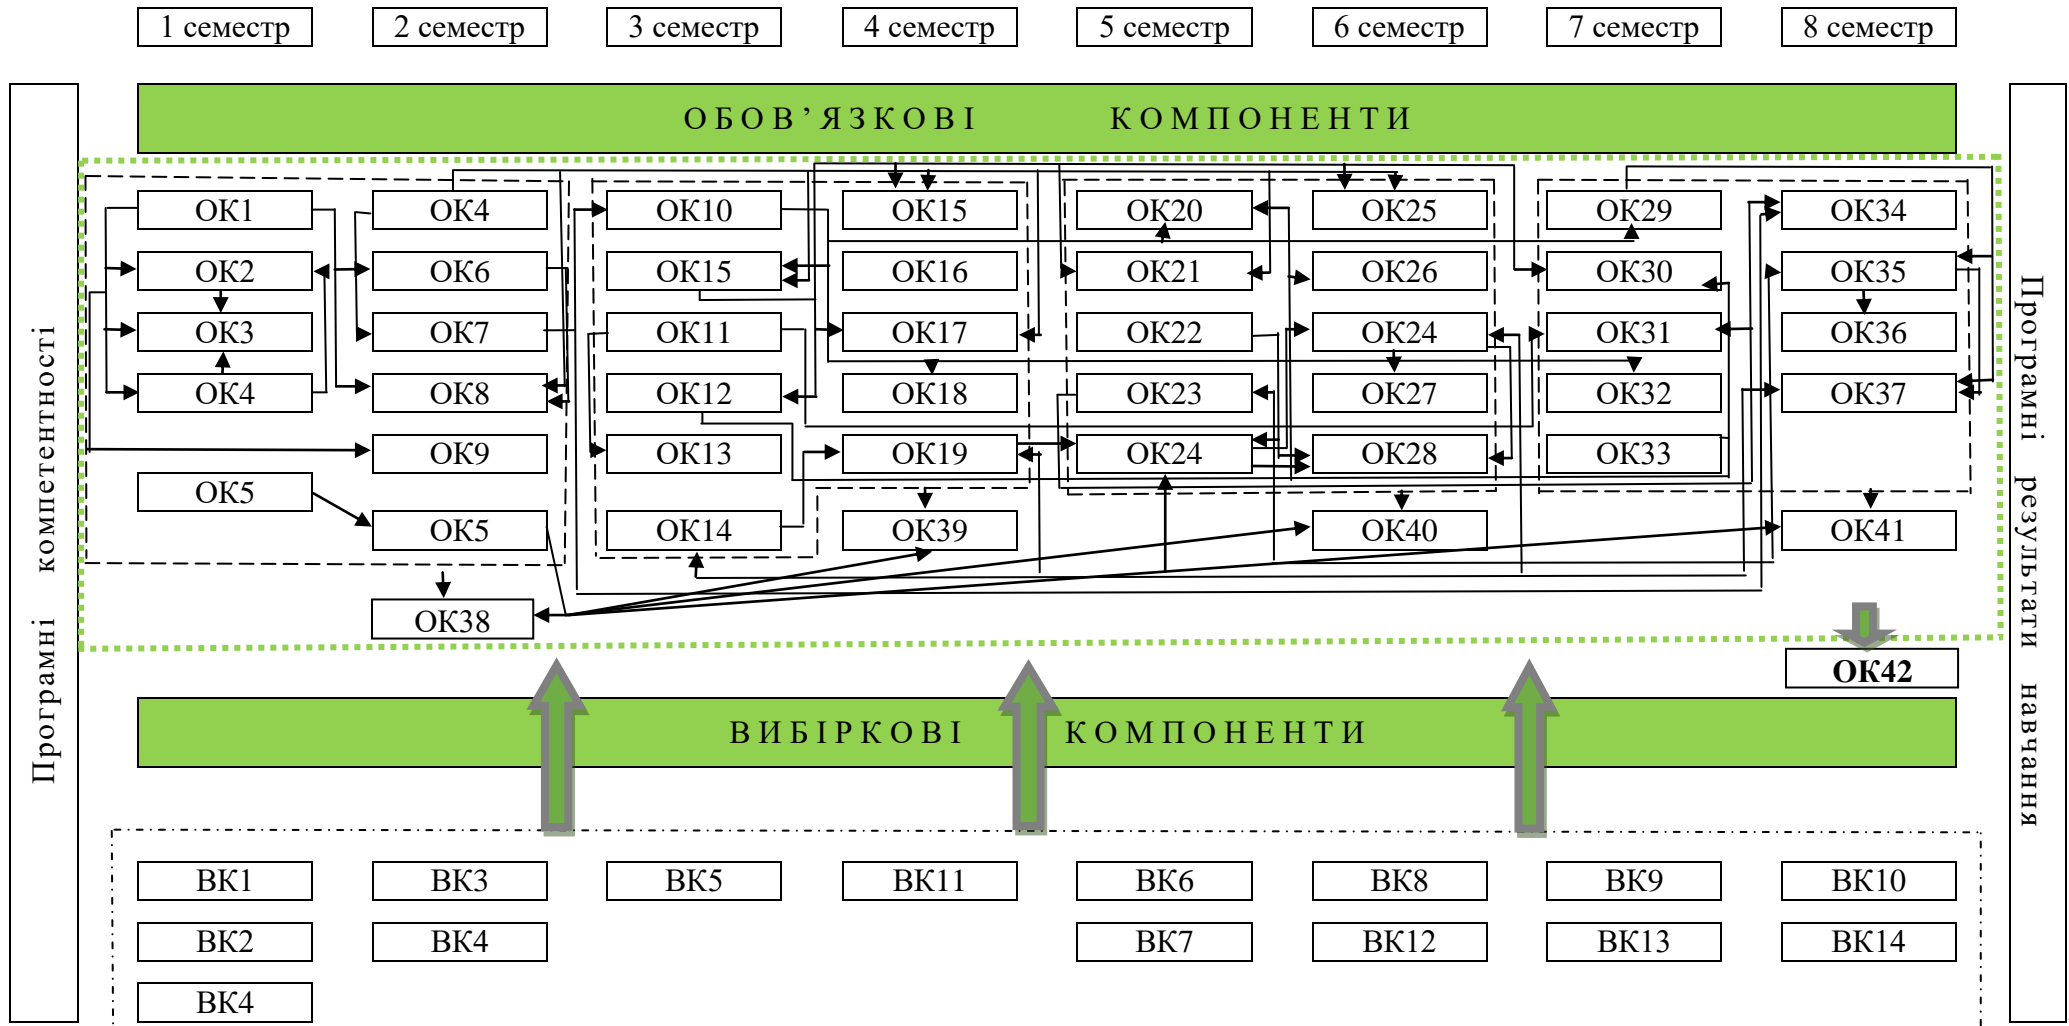 1 семестр 2 семестр 3 семестр 4 семестр 5 семестр 6 семестр 7 семестр 8 семестр
Програмні компетентності
ОБОВ’ЯЗКОВІ КОМПОНЕНТИ
Програмні результати навчання
ОК1 ОК4 ОК10 ОК15 ОК20 ОК25 ОК29 ОК34
ОК2 ОК6 ОК15 ОК16 ОК21 ОК26 ОК30 ОК35
ОК3 ОК7 ОК11 ОК17 ОК22 ОК24 ОК31 ОК36
ОК4 ОК8 ОК12 ОК18 ОК23 ОК27 ОК32 ОК37
ОК9 ОК13 ОК19 ОК24 ОК28 ОК33
ОК5
ОК5 ОК14 ОК39 ОК40 ОК41
ОК38
ОК42
ВИБІРКОВІ КОМПОНЕНТИ
ВК1 ВК3 ВК5 ВК11 ВК6 ВК8 ВК9 ВК10
ВК2 ВК4 ВК7 ВК12 ВК13 ВК14
ВК4